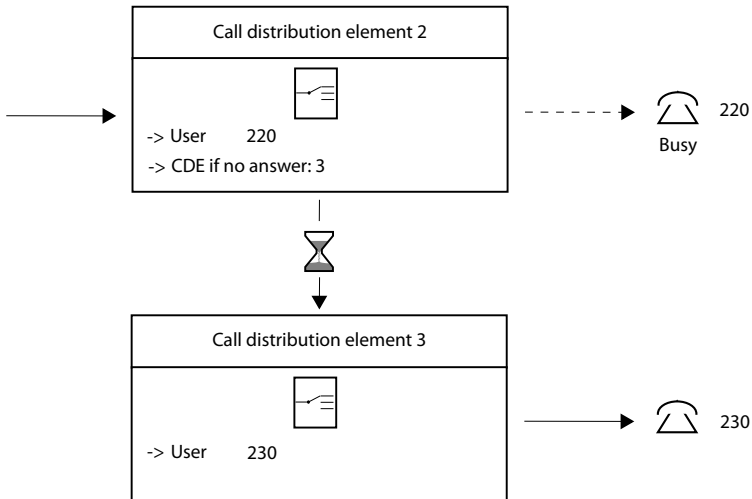 Call distribution element 2
-> User 220
-> CDE if no answer: 3
220
Busy
Call distribution element 3
-> User 230
230